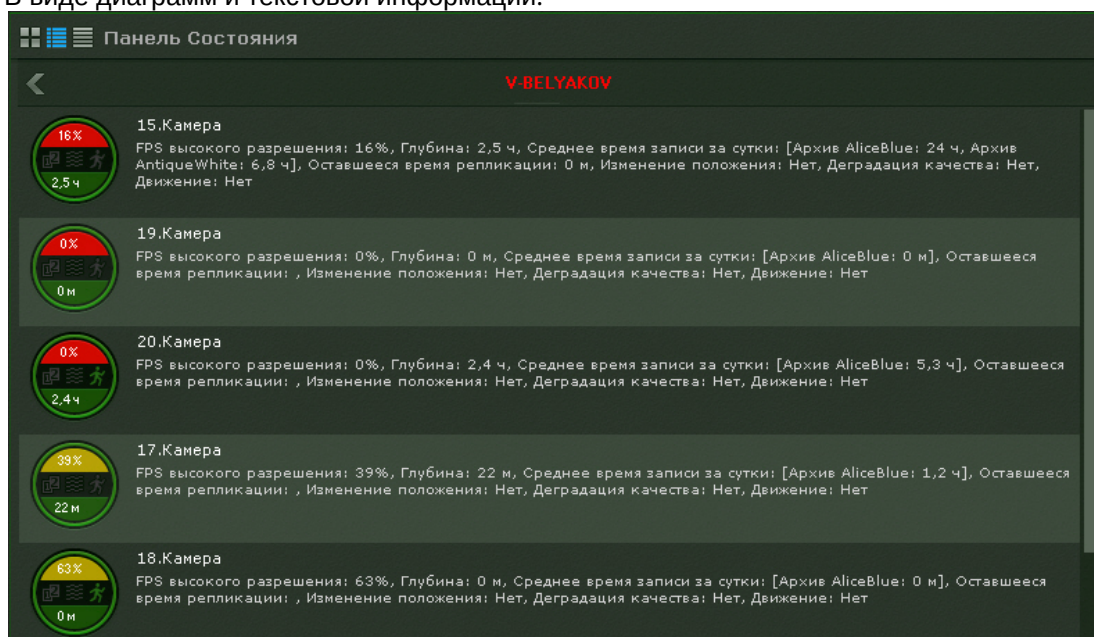 В виде диаграмм и текстовой информации.
Панель Состояния
V-BELYAKOV
16%
2,5 ч
15.Камера
FPS высокого разрешения: 16%, Глубина: 2,5 ч, Среднее время записи за сутки: [Архив AliceBlue: 24 ч, Архив
AntiqueWhite: 6,8 ч], Оставшееся время репликации: 0 м, Изменение положения: Нет, Деградация качества: Нет,
Движение: Нет
0%
0 м
19.Камера
FPS высокого разрешения: 0%, Глубина: 0 м, Среднее время записи за сутки: [Архив AliceBlue: 0 м], Оставшееся
время репликации: , Изменение положения: Нет, Деградация качества: Нет, Движение: Нет
0%
2,4 ч
20.Камера
FPS высокого разрешения: 0%, Глубина: 2,4 ч, Среднее время записи за сутки: [Архив AliceBlue: 5,3 ч], Оставшееся
время репликации: , Изменение положения: Нет, Деградация качества: Нет, Движение: Нет
39%
22 м
17.Камера
FPS высокого разрешения: 39%, Глубина: 22 м, Среднее время записи за сутки: [Архив AliceBlue: 1,2 ч], Оставшееся
время репликации: , Изменение положения: Нет, Деградация качества: Нет, Движение: Нет
63%
0 м
18.Камера
FPS высокого разрешения: 63%, Глубина: 0 м, Среднее время записи за сутки: [Архив AliceBlue: 0 м], Оставшееся
время репликации: , Изменение положения: Нет, Деградация качества: Нет, Движение: Нет